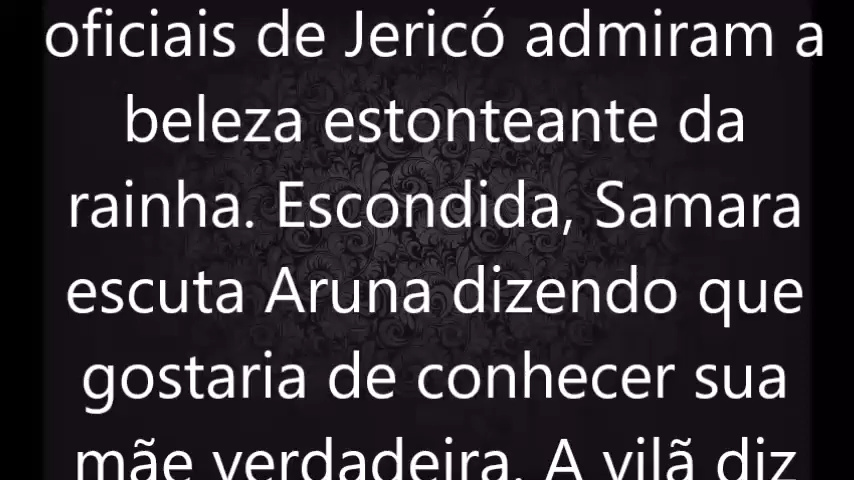 oficiais de Jericó admiram a
beleza estonteante da
rainha. Escondida, Samara
escuta Aruna dizendo que
gostaria de conhecer sua
mãe verdadeira. A vilã diz